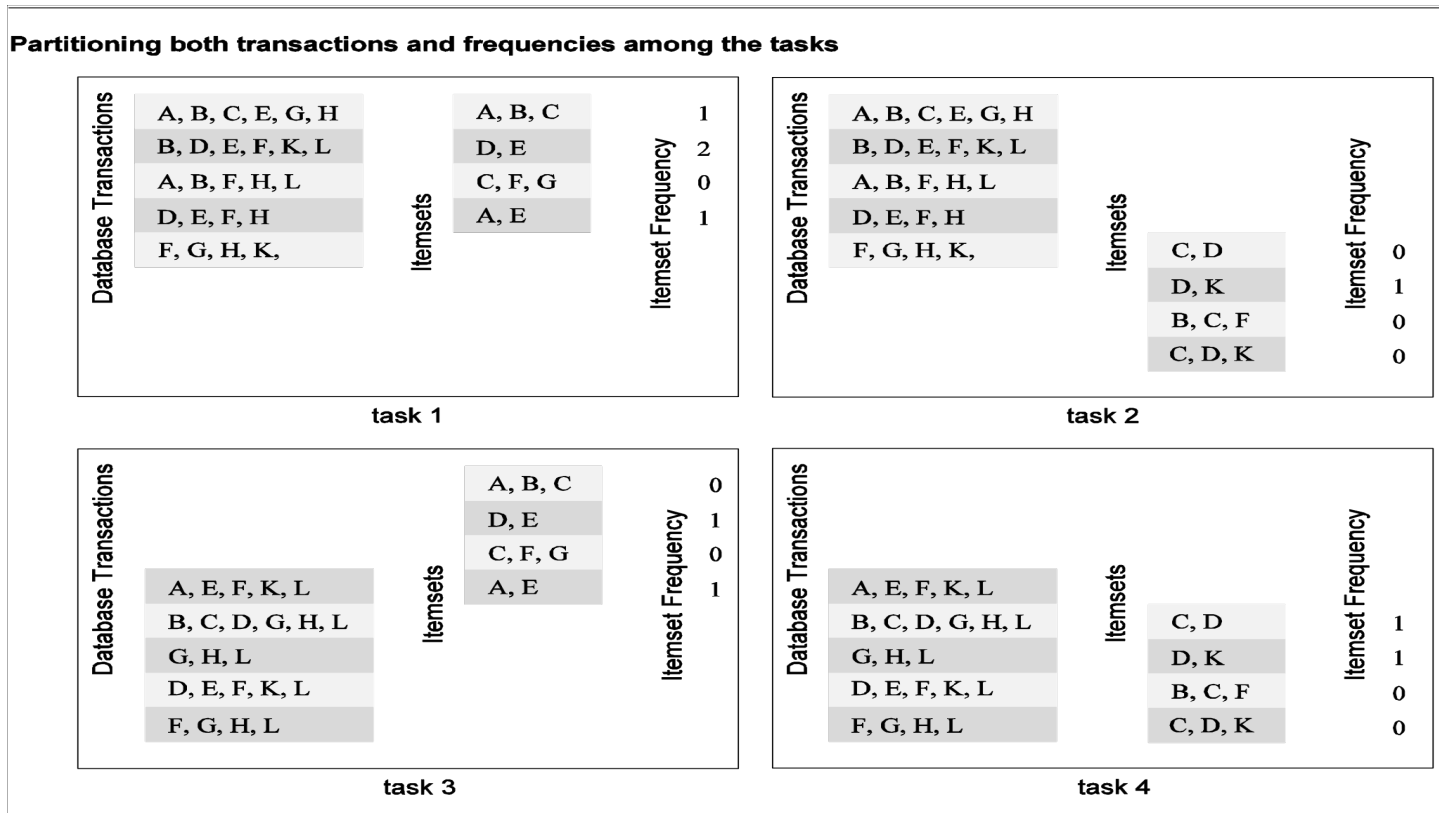 Partitioning both transactions and frequencies among the tasks
Database Transactions
A, B, C, E, G, H
B, D, E, F, K, L
A, B, F, H, L
D, E, F, H
F, G, H, K,
Itemsets
A, B, C
D, E
C, F, G
A, E
Itemset Frequency
1
2
0
1
task 1
Database Transactions
A, B, C, E, G, H
B, D, E, F, K, L
A, B, F, H, L
D, E, F, H
F, G, H, K,
Itemsets
C, D
D, K
B, C, F
C, D, K
Itemset Frequency
0
1
0
0
task 2
Database Transactions
A, E, F, K, L
B, C, D, G, H, L
G, H, L
D, E, F, K, L
F, G, H, L
Itemsets
A, B, C
D, E
C, F, G
A, E
Itemset Frequency
0
1
0
1
task 3
Database Transactions
A, E, F, K, L
B, C, D, G, H, L
G, H, L
D, E, F, K, L
F, G, H, L
Itemsets
C, D
D, K
B, C, F
C, D, K
Itemset Frequency
1
1
0
0
task 4